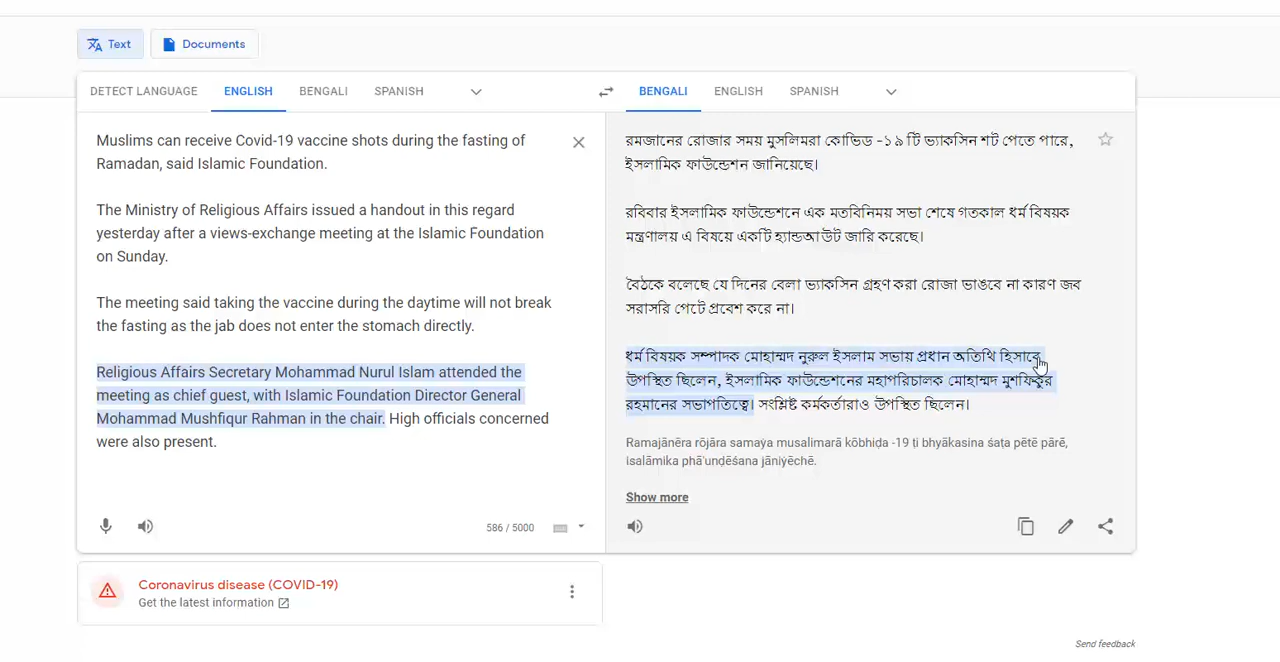 Text
Documents
DETECT LANGUAGE
ENGLISH
BENGALI
SPANISH
BENGALI
ENGLISH
SPANISH
Muslims can receive Covid-19 vaccine shots during the fasting of
Ramadan, said Islamic Foundation.
The Ministry of Religious Affairs issued a handout in this regard
yesterday after a views-exchange meeting at the Islamic Foundation
on Sunday.
The meeting said taking the vaccine during the daytime will not break
the fasting as the jab does not enter the stomach directly.
Religious Affairs Secretary Mohammad Nurul Islam attended the
meeting as chief guest, with Islamic Foundation Director General
Mohammad Mushfiqur Rahman in the chair. High officials concerned
were also present.
586 / 5000
রমজানের রোজার সময় মুসলিমরা কোভিড -১৯ টি ভ্যাকসিন শট পেতে পারে,
ইসলামিক ফাউন্ডেশন জানিয়েছে।
রবিবার ইসলামিক ফাউন্ডেশনে এক মতবিনিময় সভা শেষে গতকাল ধর্ম বিষয়ক
মন্ত্রণালয় এ বিষয়ে একটি হ্যান্ডআউট জারি করেছে।
বৈঠকে বলেছে যে দিনের বেলা ভ্যাকসিন গ্রহণ করা রোজা ভাঙবে না কারণ জব
সরাসরি পেটে প্রবেশ করে না।
ধর্ম বিষয়ক সম্পাদক মোহাম্মদ নুরুল ইসলাম সভায় প্রধান অতিথি হিসাবে
উপস্থিত ছিলেন, ইসলামিক ফাউন্ডেশনের মহাপরিচালক মোহাম্মদ মুশফিকুর
রহমানের সভাপতিত্বে। সংশ্লিষ্ট কর্মকর্তারাও উপস্থিত ছিলেন।
Ramajānēra rōjāra samaẏa musalimarā kōbhiḍa -19 ṭi bhyākasina śaṭa pētē pārē,
isalāmika phā'unḍēśana jāniẏēchē.
Show more
Coronavirus disease (COVID-19)
Get the latest information
Send feedback